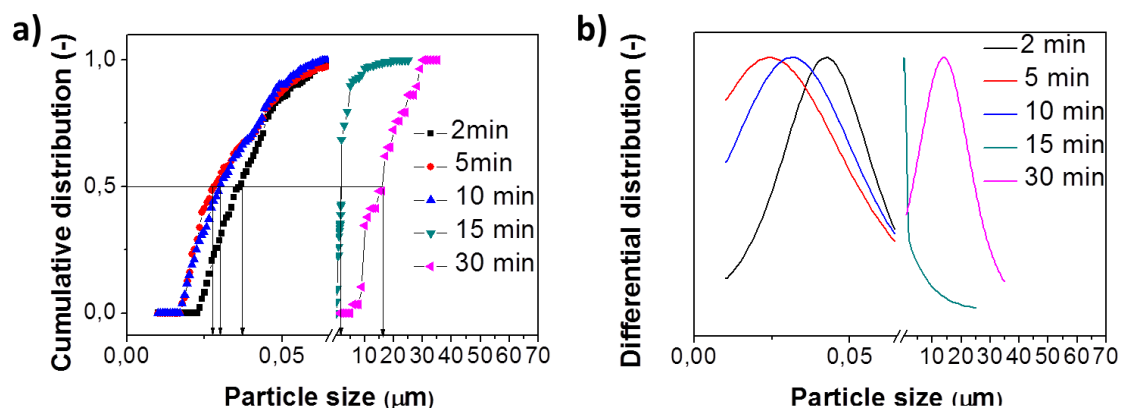 a)
Cumulative distribution (-)
1,0
0,5
0,0
2min
5min
10 min
15 min
30 min
0,00 0,05 10 20 30 40 50 60 70
Particle size (μm)
b)
Differential distribution (-)
2 min
5 min
10 min
15 min
30 min
0,00 0,05 10 20 30 40 50 60 70
Particle size (μm)